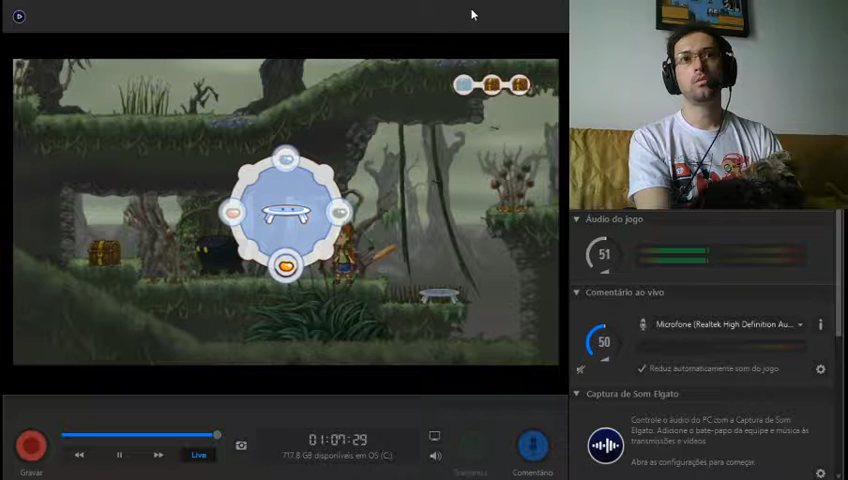 Áudio do jogo
51
Comentário ao vivo
Microfone (Realtek High Definition Au...
50
Reduz automaticamente som do jogo
Captura de Som Elgato
Controle o áudio do PC com a Captura de Som
Elgato. Adicione o bate-papo da equipe e música às
transmissões e vídeos.
Abra as configurações para começar.
Gravar
Live
01:07:29
717.8 GB disponíveis em OS (C:)
Transmitir
Comentário